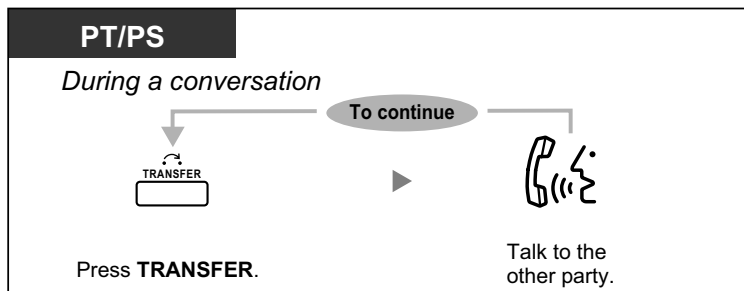 PT/PS
During a conversation
To continue
TRANSFER
Press TRANSFER.
Talk to the
other party.